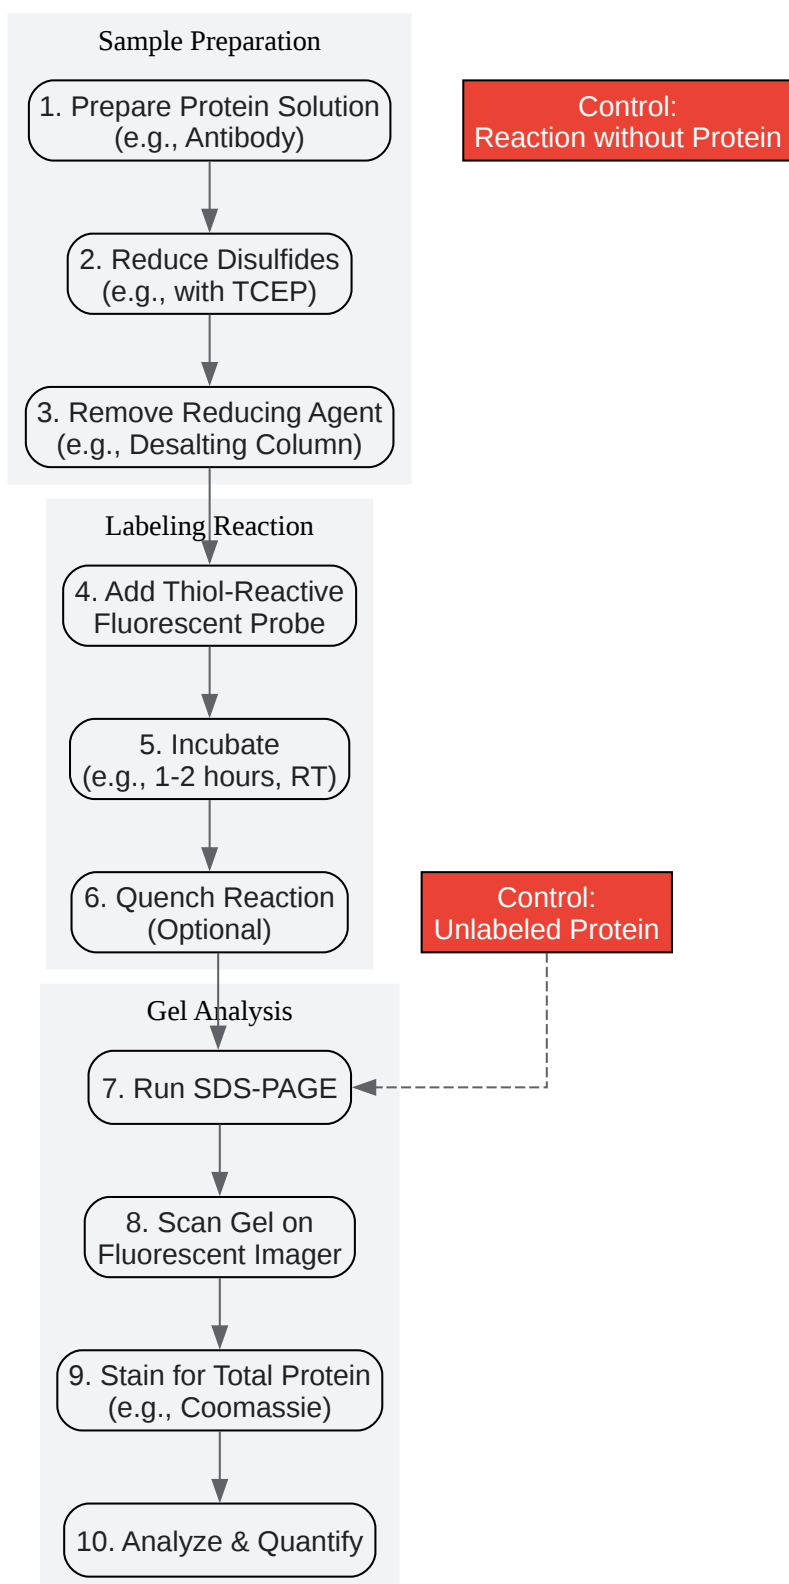 Sample Preparation
1. Prepare Protein Solution
(e.g., Antibody)
Control:
Reaction without Protein
2. Reduce Disulfides
(e.g., with TCEP)
3. Remove Reducing Agent
(e.g., Desalting Column)
Labeling Reaction
4. Add Thiol-Reactive
Fluorescent Probe
5. Incubate
(e.g., 1-2 hours, RT)
6. Quench Reaction
(Optional)
Control:
Unlabeled Protein
Gel Analysis
7. Run SDS-PAGE
8. Scan Gel on
Fluorescent Imager
9. Stain for Total Protein
(e.g., Coomassie)
10. Analyze & Quantify